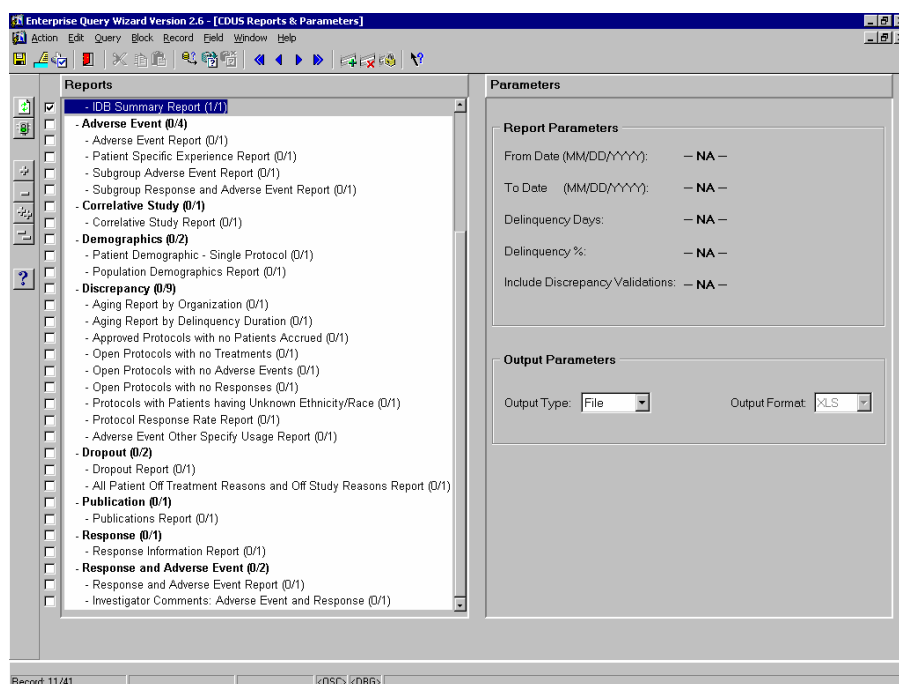 Enterprise Query Wizard Version 2.6 - [CDUS Reports & Parameters]
Action Edit Query Block Record Field Window Help
Reports
- IDB Summary Report (1/1)
- Adverse Event (0/4)
- Adverse Event Report (0/1)
- Patient Specific Experience Report (0/1)
- Subgroup Adverse Event Report (0/1)
- Subgroup Response and Adverse Event Report (0/1)
- Correlative Study (0/1)
- Correlative Study Report (0/1)
- Demographics (0/2)
- Patient Demographic - Single Protocol (0/1)
- Population Demographics Report (0/1)
- Discrepancy (0/9)
- Aging Report by Organization (0/1)
- Aging Report by Delinquency Duration (0/1)
- Approved Protocols with no Patients Accrued (0/1)
- Open Protocols with no Treatments (0/1)
- Open Protocols with no Adverse Events (0/1)
- Open Protocols with no Responses (0/1)
- Protocols with Patients having Unknown Ethnicity/Race (0/1)
- Protocol Response Rate Report (0/1)
- Adverse Event Other Specify Usage Report (0/1)
- Dropout (0/2)
- Dropout Report (0/1)
- All Patient Off Treatment Reasons and Off Study Reasons Report (0/1)
- Publication (0/1)
- Publications Report (0/1)
- Response (0/1)
- Response Information Report (0/1)
- Response and Adverse Event (0/2)
- Response and Adverse Event Report (0/1)
- Investigator Comments: Adverse Event and Response (0/1)
Parameters
Report Parameters
From Date (MM/DD/YYYY): -- NA --
To Date (MM/DD/YYYY): -- NA --
Delinquency Days: -- NA --
Delinquency %: -- NA --
Include Discrepancy Validations: -- NA --
Output Parameters
Output Type: File Output Format: XLS
Record: 11/41 <OSC> <DBG>